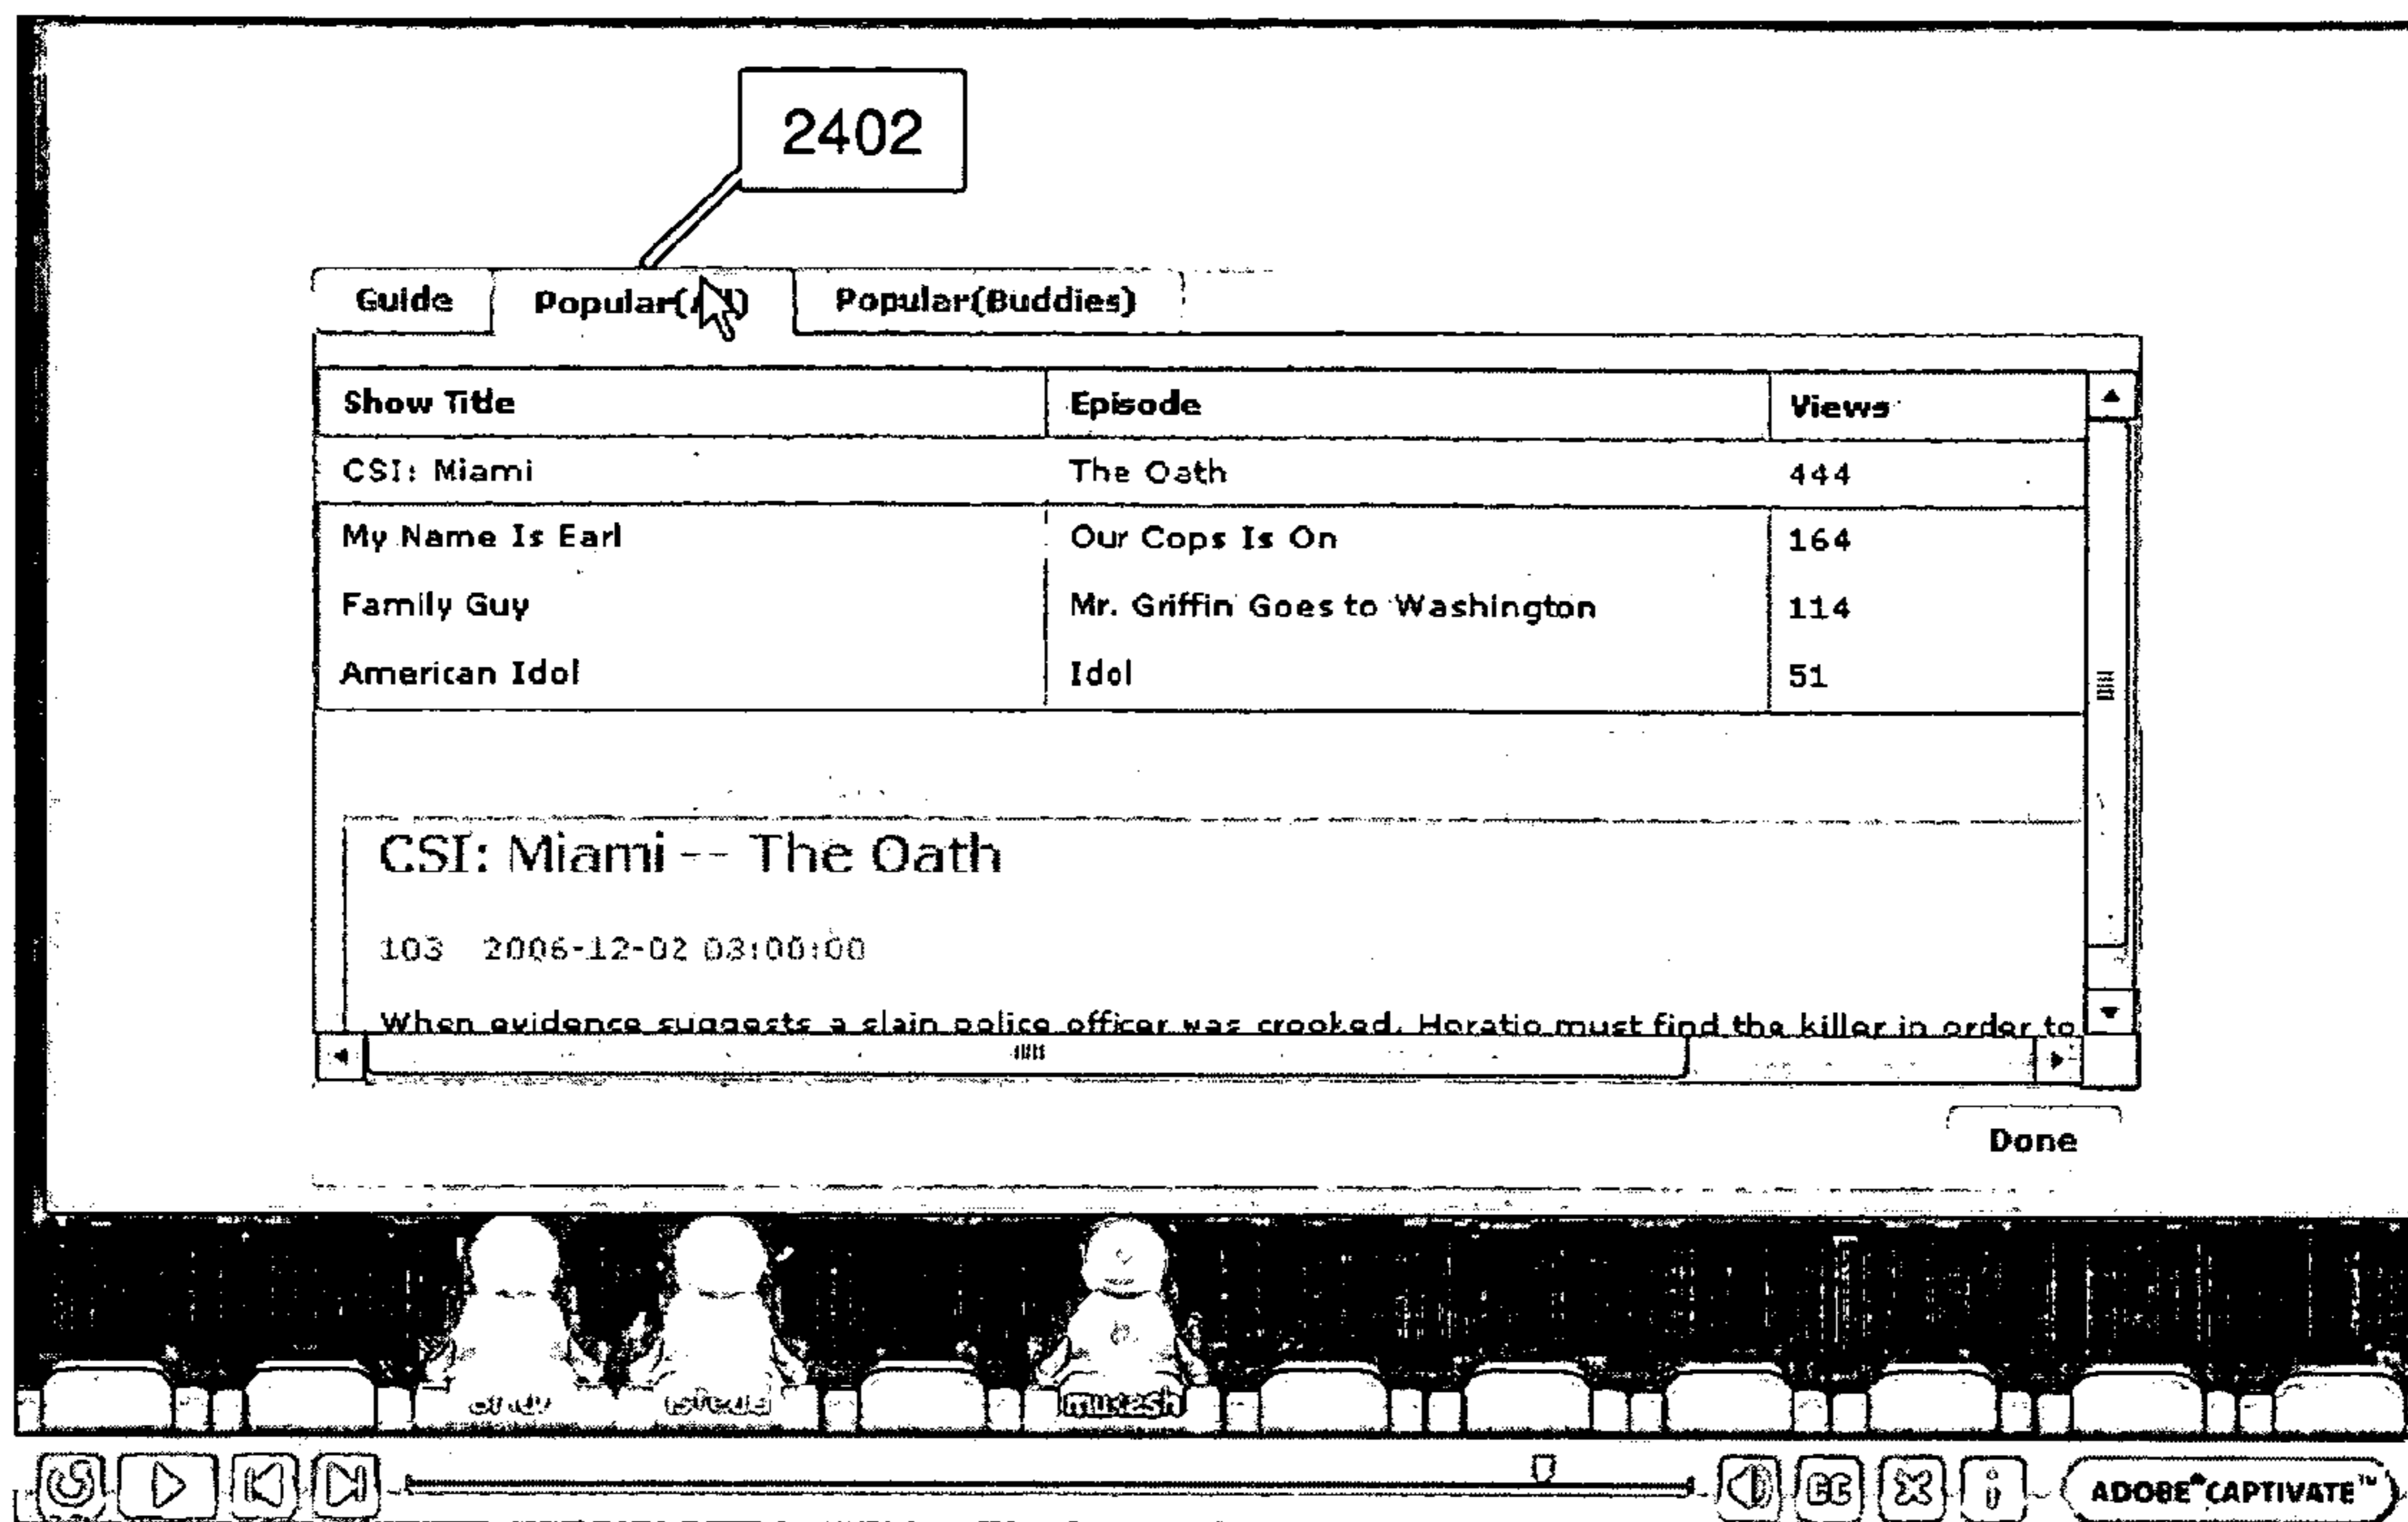 2402
Guide Popular( ) Popular(Buddies)
Show Title Episode Views
CSI: Miami The Oath 444
My Name Is Earl Our Cops Is On 164
Family Guy Mr. Griffin Goes to Washington 114
American Idol Idol 51
CSI: Miami -- The Oath
103 2006-12-02 03:00:00
When evidence suggests a slain police officer was crooked, Horatio must find the killer in order to
Done
CC i ADOBE® CAPTIVATE™